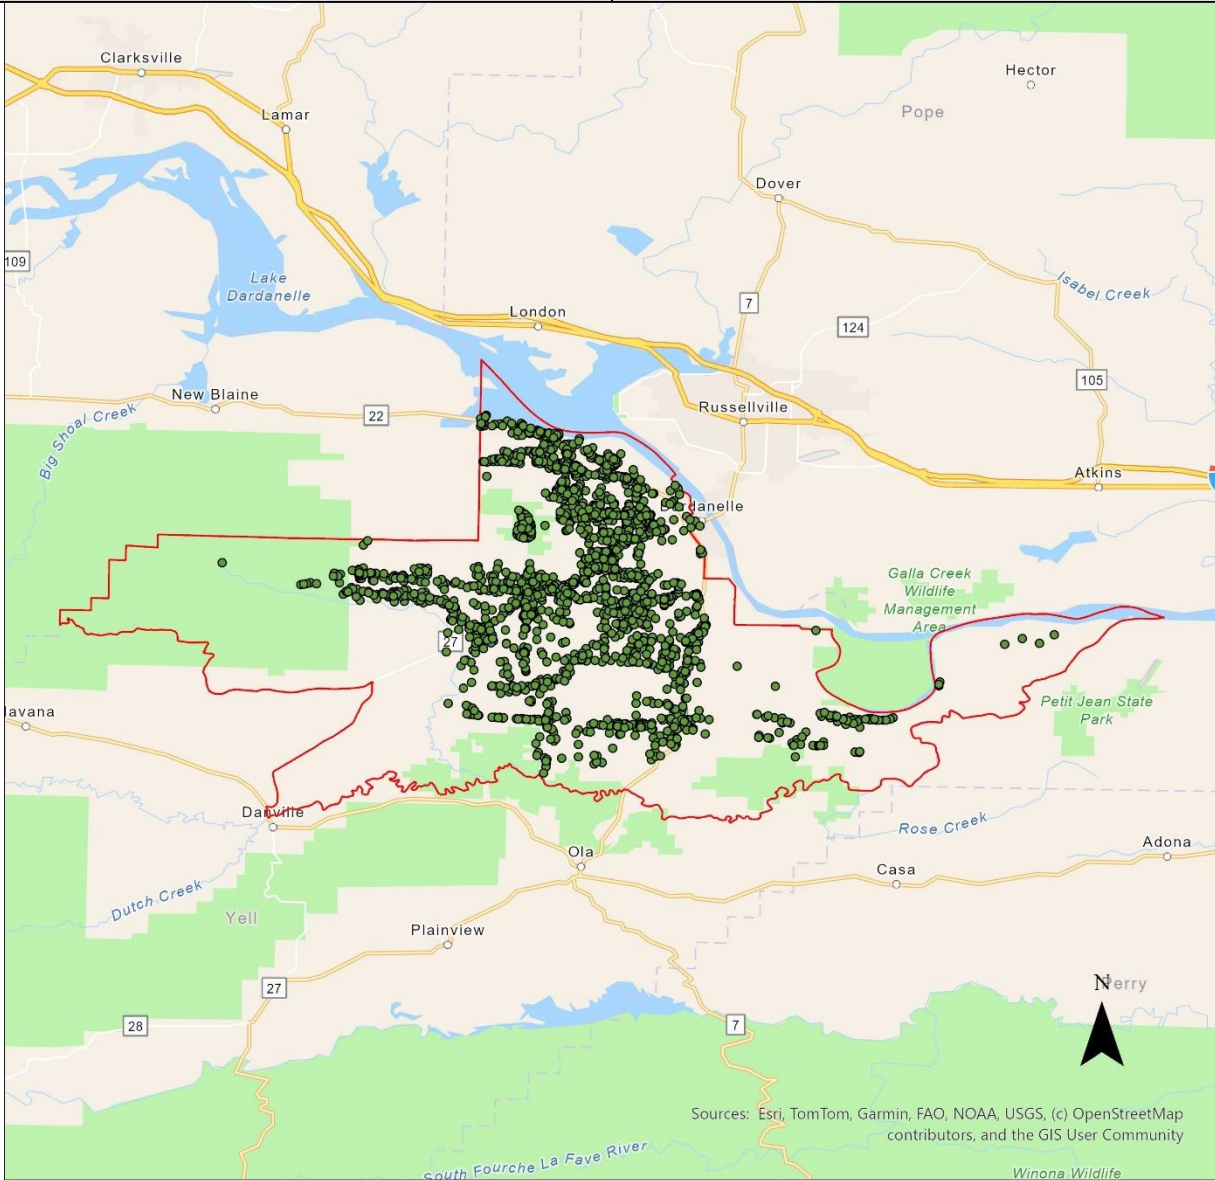 Clarksville
Hector
Pope
Lamar
Dover
109
Lake
Dardanelle
Isabel Creek
7
London
124
105
New Blaine
22
Russellville
Big Shoal Creek
Atkins
Dardanelle
Galla Creek
Wildlife
Management
Area
27
Petit Jean State
Park
Havana
Danville
Rose Creek
Adona
Ola
Casa
Dutch Creek
Yell
Plainview
27
N
Perry
28
7
Sources: Esri, TomTom, Garmin, FAO, NOAA, USGS, (c) OpenStreetMap
contributors, and the GIS User Community
South Fourche La Fave River
Winona Wildlife